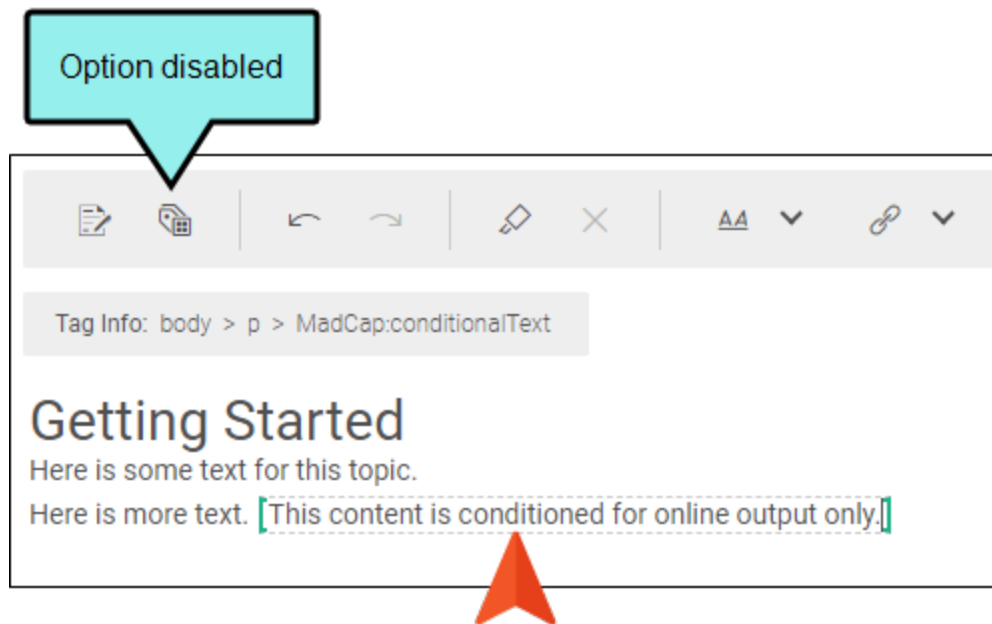 Option disabled
AA
Tag Info: body > p > MadCap:conditionalText
Getting Started
Here is some text for this topic.
Here is more text. [This content is conditioned for online output only.]